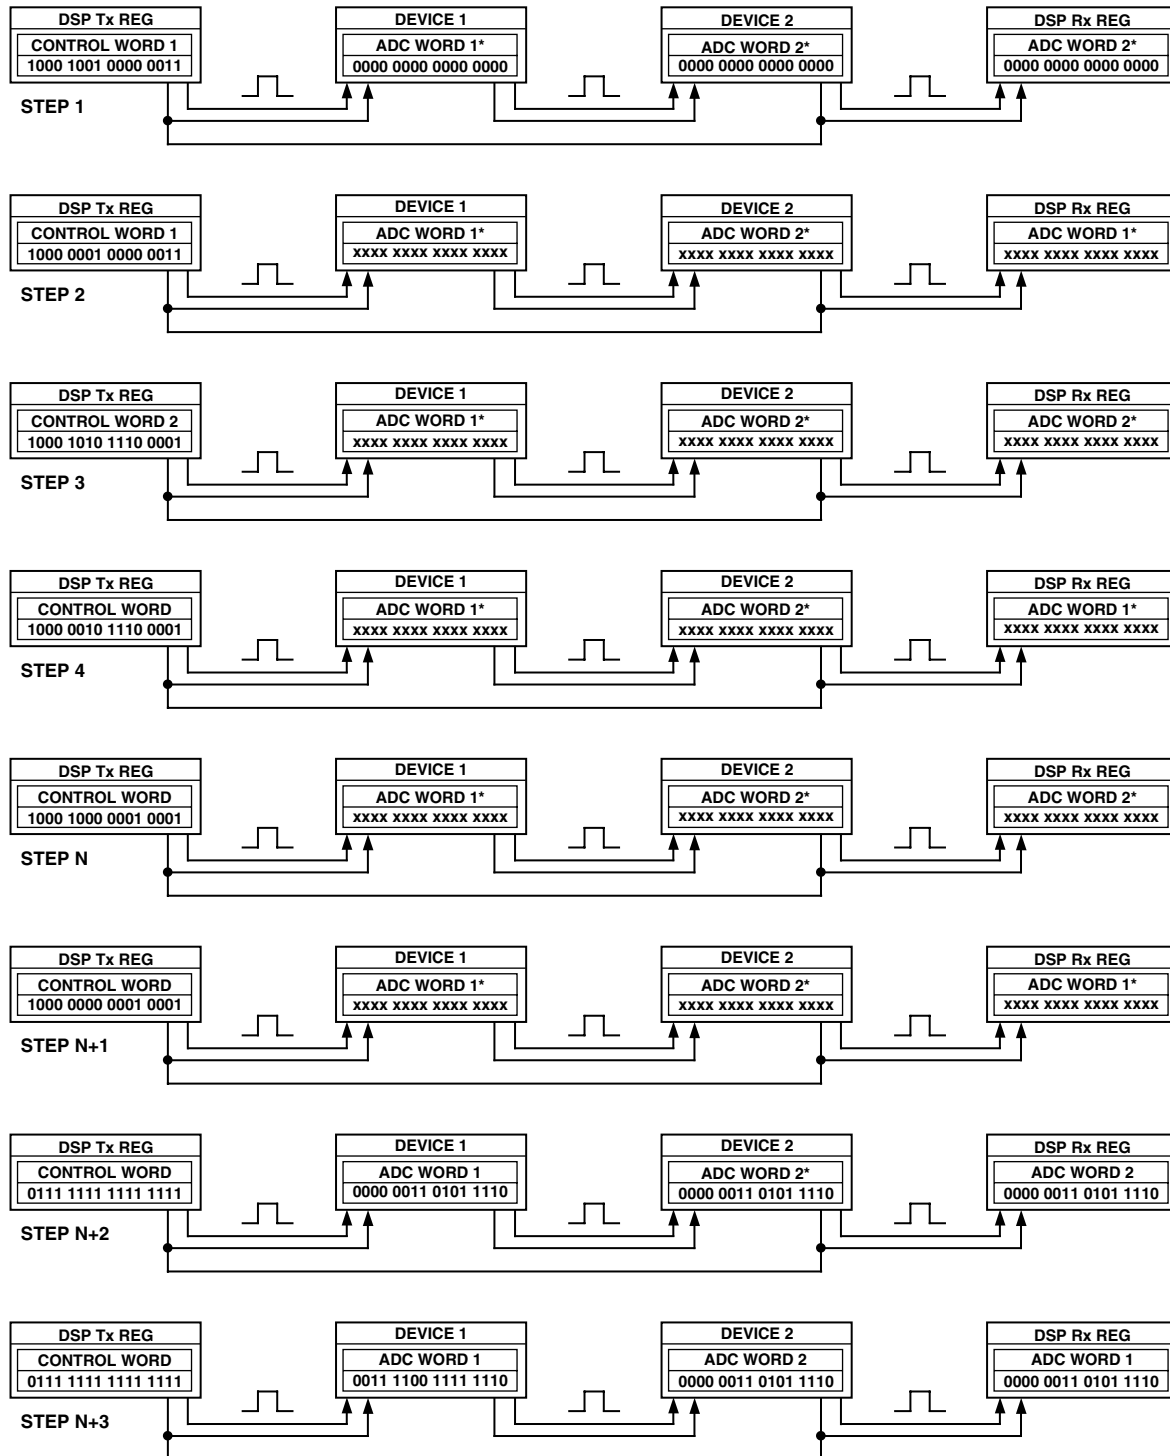 DSP Tx REG DEVICE 1 DEVICE 2 DSP Rx REG
CONTROL WORD 1 ADC WORD 1* ADC WORD 2* ADC WORD 2*
1000 1001 0000 0011 0000 0000 0000 0000 0000 0000 0000 0000 0000 0000 0000 0000
STEP 1
DSP Tx REG DEVICE 1 DEVICE 2 DSP Rx REG
CONTROL WORD 1 ADC WORD 1* ADC WORD 2* ADC WORD 1*
1000 0001 0000 0011 xxxx xxxx xxxx xxxx xxxx xxxx xxxx xxxx xxxx xxxx xxxx xxxx
STEP 2
DSP Tx REG DEVICE 1 DEVICE 2 DSP Rx REG
CONTROL WORD 2 ADC WORD 1* ADC WORD 2* ADC WORD 2*
1000 1010 1110 0001 xxxx xxxx xxxx xxxx xxxx xxxx xxxx xxxx xxxx xxxx xxxx xxxx
STEP 3
DSP Tx REG DEVICE 1 DEVICE 2 DSP Rx REG
CONTROL WORD ADC WORD 1* ADC WORD 2* ADC WORD 1*
1000 0010 1110 0001 xxxx xxxx xxxx xxxx xxxx xxxx xxxx xxxx xxxx xxxx xxxx xxxx
STEP 4
DSP Tx REG DEVICE 1 DEVICE 2 DSP Rx REG
CONTROL WORD ADC WORD 1* ADC WORD 2* ADC WORD 2*
1000 1000 0001 0001 xxxx xxxx xxxx xxxx xxxx xxxx xxxx xxxx xxxx xxxx xxxx xxxx
STEP N
DSP Tx REG DEVICE 1 DEVICE 2 DSP Rx REG
CONTROL WORD ADC WORD 1* ADC WORD 2* ADC WORD 1*
1000 0000 0001 0001 xxxx xxxx xxxx xxxx xxxx xxxx xxxx xxxx xxxx xxxx xxxx xxxx
STEP N+1
DSP Tx REG DEVICE 1 DEVICE 2 DSP Rx REG
CONTROL WORD ADC WORD 1 ADC WORD 2* ADC WORD 2
0111 1111 1111 1111 0000 0011 0101 1110 0000 0011 0101 1110 0000 0011 0101 1110
STEP N+2
DSP Tx REG DEVICE 1 DEVICE 2 DSP Rx REG
CONTROL WORD ADC WORD 1 ADC WORD 2 ADC WORD 1
0111 1111 1111 1111 0011 1100 1111 1110 0000 0011 0101 1110 0000 0011 0101 1110
STEP N+3